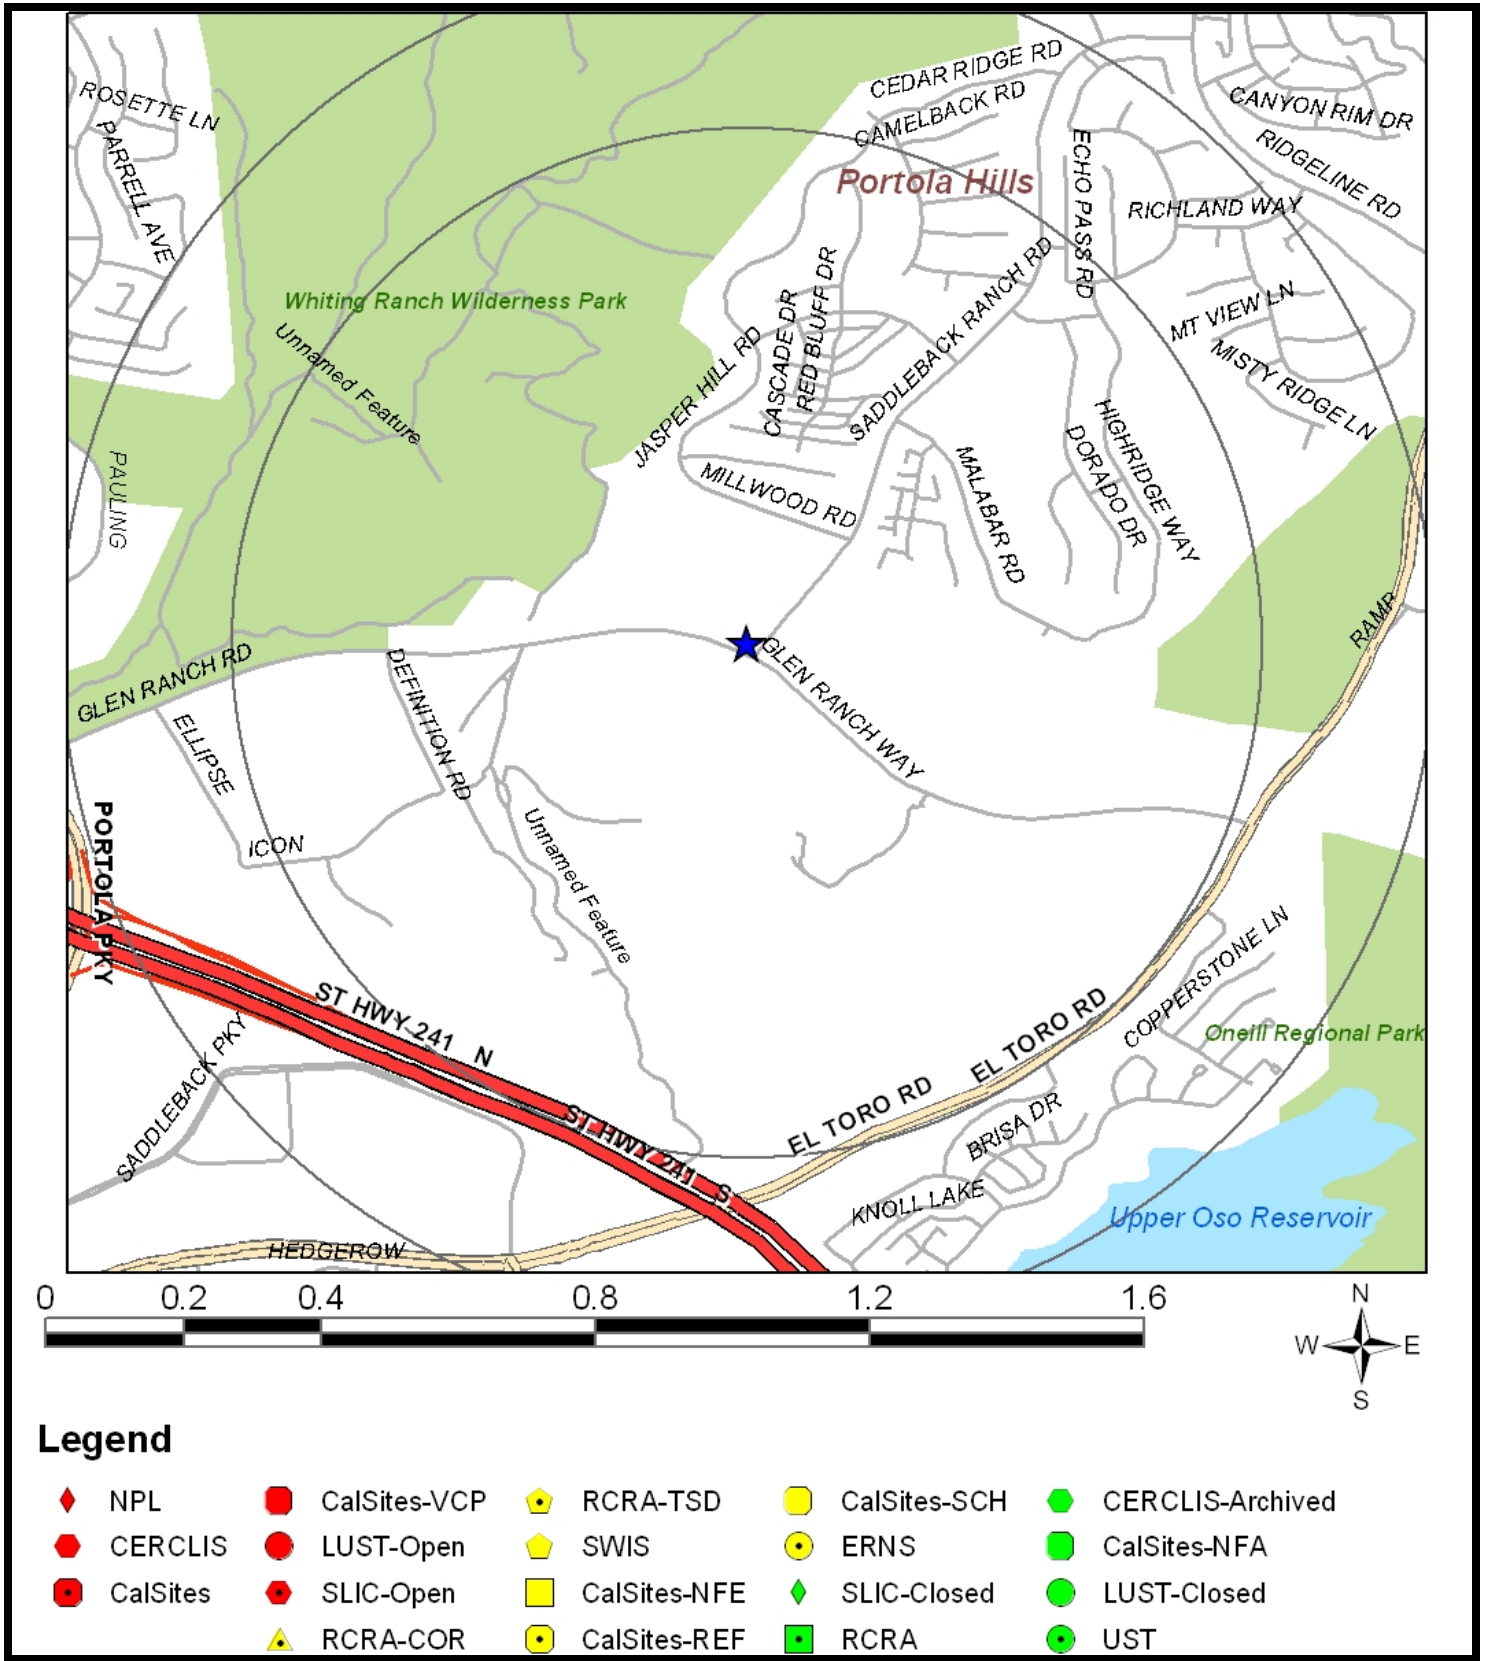 CEDAR RIDGE RD
CAMELBACK RD
CANYON RIM DR
ROSETTE LN
PARRELL AVE
RIDGELINE RD
ECHO PASS RD
Portola Hills
RICHLAND WAY
Whiting Ranch Wilderness Park
Unnamed Feature
SADDLEBACK RANCH RD
RED BLUFF DR
CASCADE DR
JASPER HILL RD
MT VIEW LN
MISTY RIDGE LN
HIGHRIDGE WAY
DORADO DR
MALABAR RD
PAULING
MILLWOOD RD
RAMP
GLEN RANCH RD
GLEN RANCH WAY
DEFINITION RD
ELLIPSE
ICON
Unnamed Feature
PORTOLA PKY
COPPERSTONE LN
ST HWY 241 N
EL TORO RD
Oneill Regional Park
SADDLEBACK PKY
EL TORO RD
ST HWY 241 S
BRISA DR
KNOLL LAKE
Upper Oso Reservoir
HEDGEROW
0 0.2 0.4 0.8 1.2 1.6
N
W E
S
Legend
NPL CalSites-VCP RCRA-TSD CalSites-SCH CERCLIS-Archived
CERCLIS LUST-Open SWIS ERNS CalSites-NFA
CalSites SLIC-Open CalSites-NFE SLIC-Closed LUST-Closed
RCRA-COR CalSites-REF RCRA UST